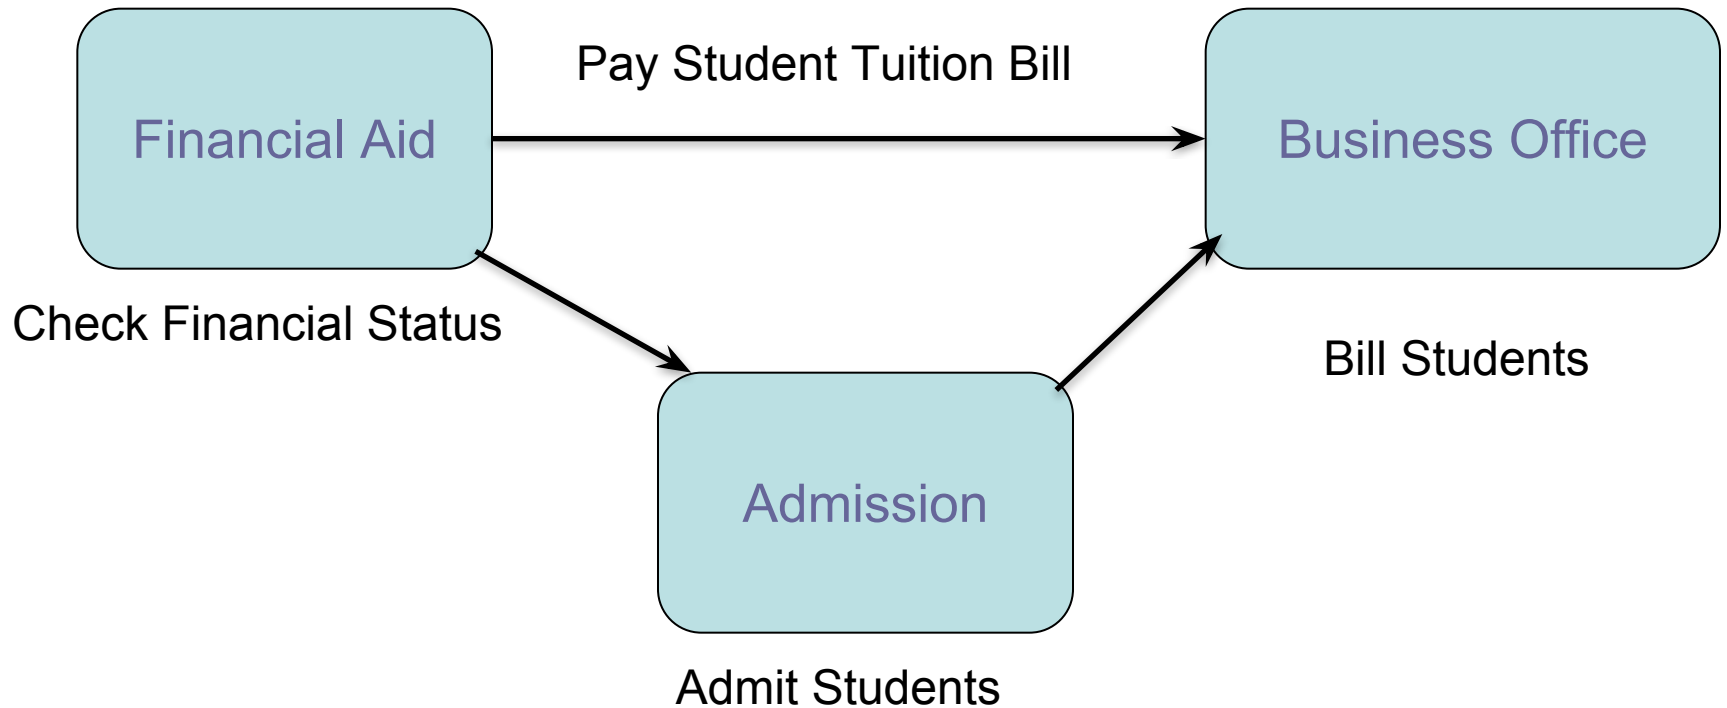 Pay Student Tuition Bill
Financial Aid
Business Office
Check Financial Status
Bill Students
Admission
Admit Students